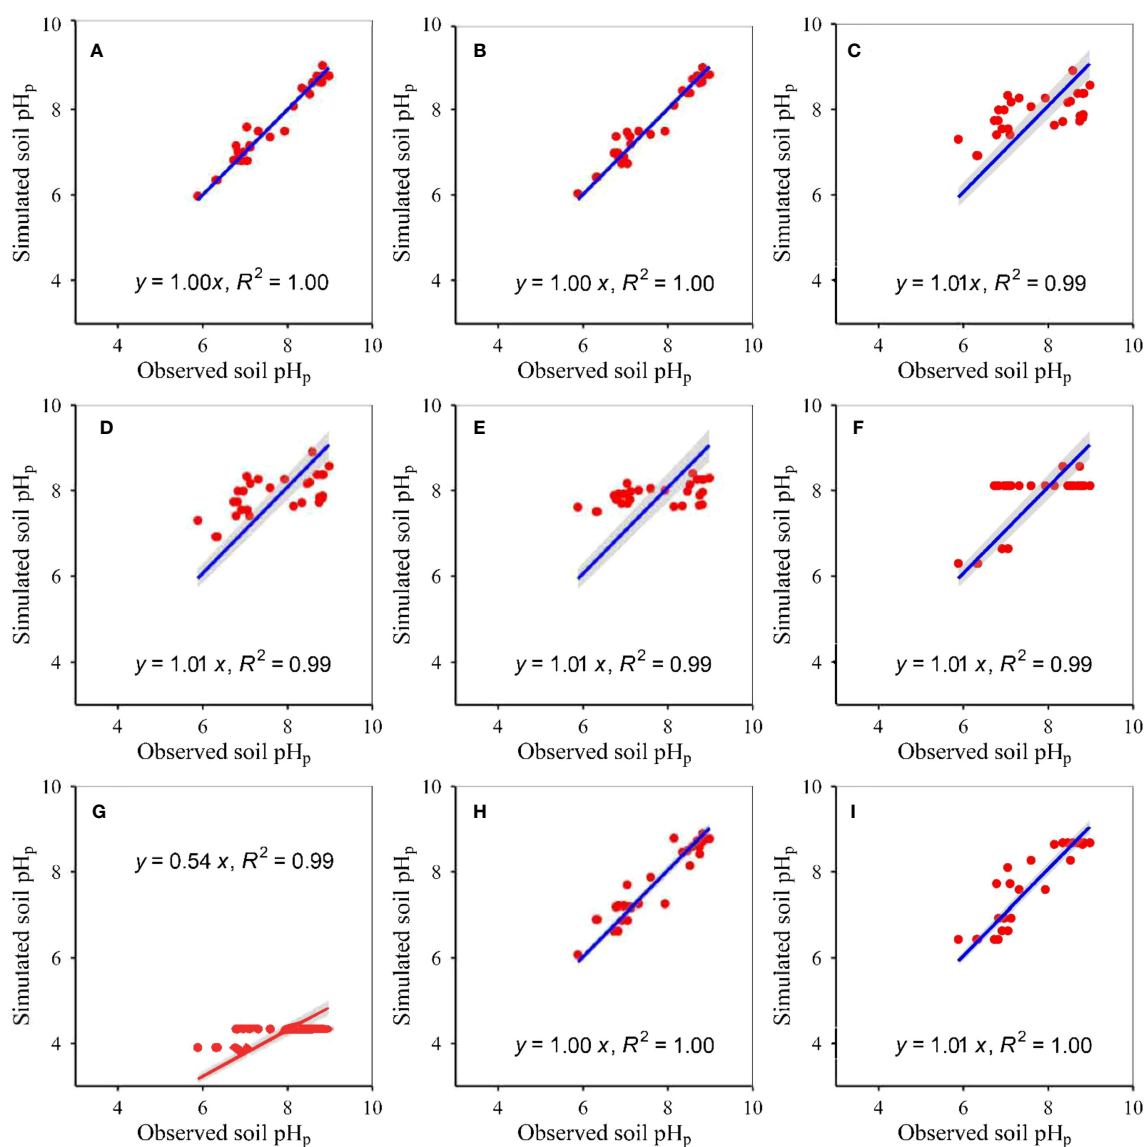 A
Simulated soil pHp
10
8
6
4
y = 1.00x, R2 = 1.00
4 6 8 10
Observed soil pHp
B
Simulated soil pHp
10
8
6
4
y = 1.00 x, R2 = 1.00
4 6 8 10
Observed soil pHp
C
Simulated soil pHp
10
8
6
4
y = 1.01x, R2 = 0.99
4 6 8 10
Observed soil pHp
D
Simulated soil pHp
10
8
6
4
y = 1.01 x, R2 = 0.99
4 6 8 10
Observed soil pHp
E
Simulated soil pHp
10
8
6
4
y = 1.01 x, R2 = 0.99
4 6 8 10
Observed soil pHp
F
Simulated soil pHp
10
8
6
4
y = 1.01 x, R2 = 0.99
4 6 8 10
Observed soil pHp
G
Simulated soil pHp
10
8
6
4
y = 0.54 x, R2 = 0.99
4 6 8 10
Observed soil pHp
H
Simulated soil pHp
10
8
6
4
y = 1.00 x, R2 = 1.00
4 6 8 10
Observed soil pHp
I
Simulated soil pHp
10
8
6
4
y = 1.01 x, R2 = 1.00
4 6 8 10
Observed soil pHp